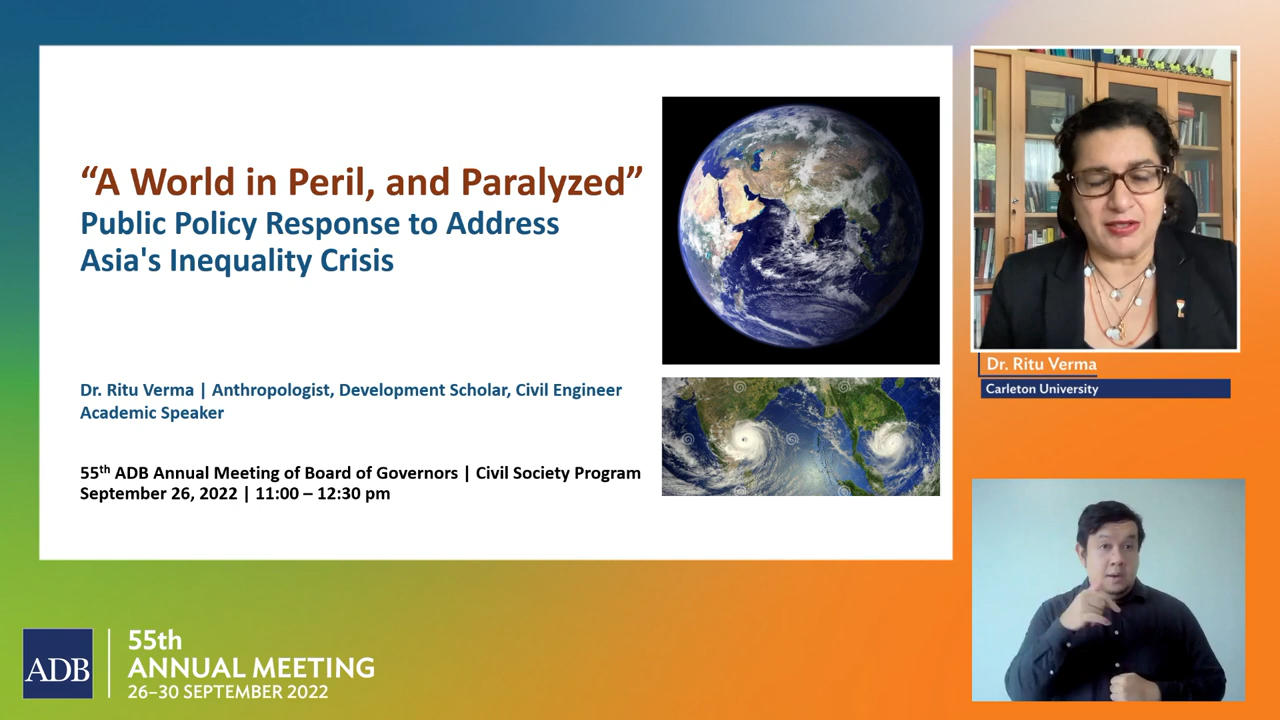 “A World in Peril, and Paralyzed”
Public Policy Response to Address
Asia's Inequality Crisis
Dr. Ritu Verma | Anthropologist, Development Scholar, Civil Engineer
Academic Speaker
55th ADB Annual Meeting of Board of Governors | Civil Society Program
September 26, 2022 | 11:00 – 12:30 pm
Dr. Ritu Verma
Carleton University
ADB
55th
ANNUAL MEETING
26–30 SEPTEMBER 2022